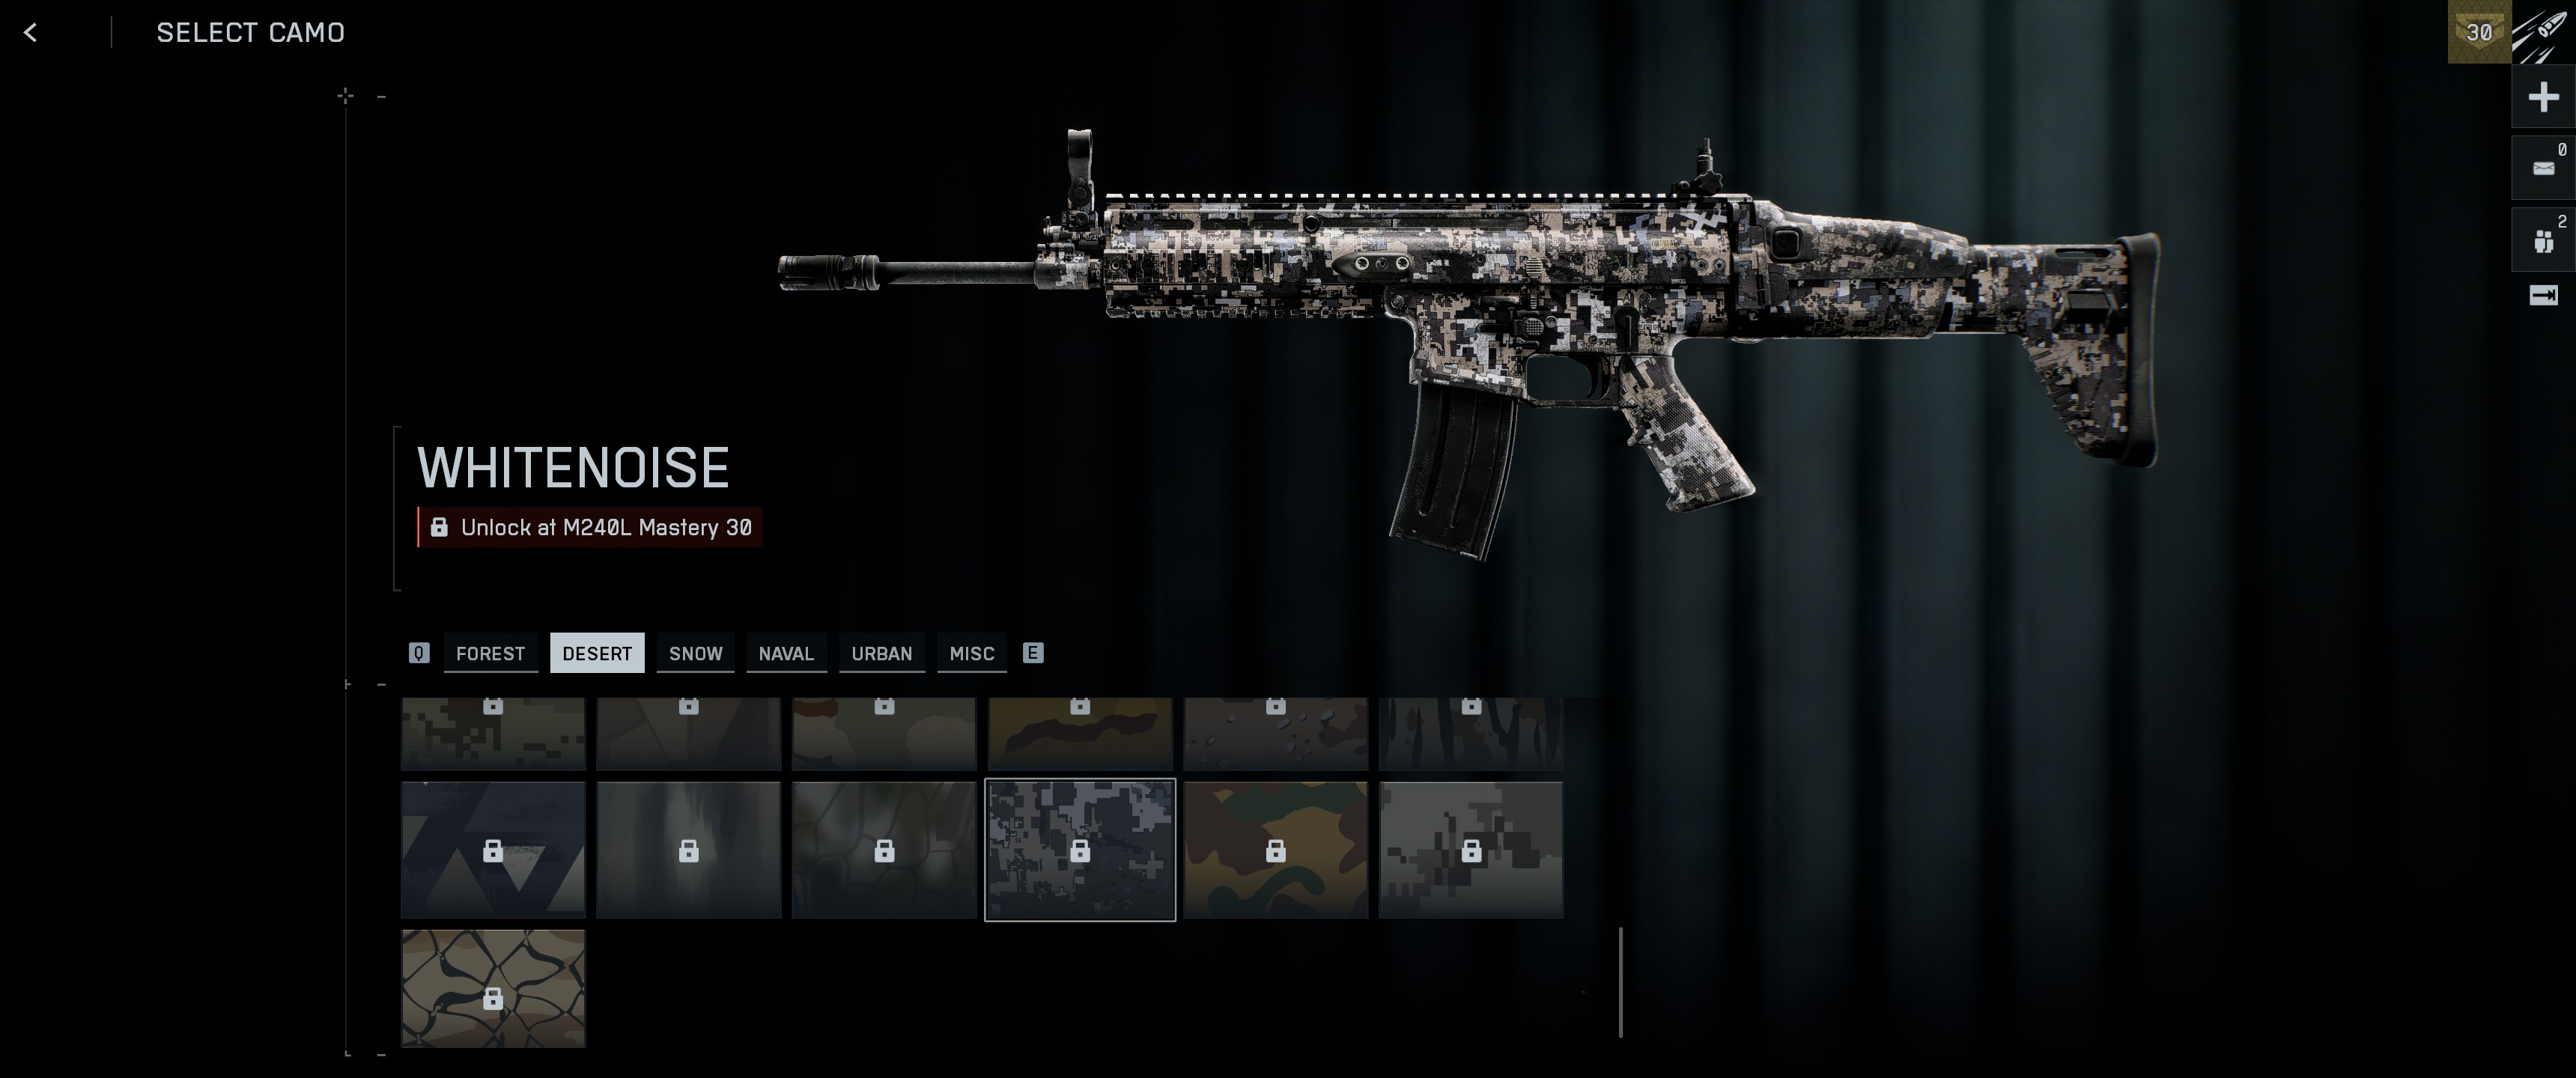 SELECT CAMO
30
0
2
WHITENOISE
Unlock at M240L Mastery 30
Q FOREST DESERT SNOW NAVAL URBAN MISC E